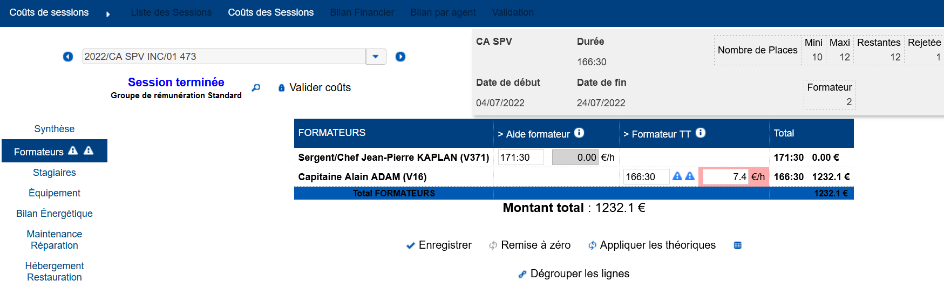 Coûts de sessions Liste des Sessions Coûts des Sessions Bilan Financier Bilan par agent Validation
2022/CA SPV INC/01 473
Session terminée
Groupe de rémunération Standard
Valider coûts
CA SPV Durée
166:30
Date de début Date de fin
04/07/2022 24/07/2022
Nombre de Places Mini Maxi Restantes Rejetée
10 12 12 1
Formateur
2
Synthèse
Formateurs
Stagiaires
Équipement
Bilan Énergétique
Maintenance
Réparation
Hébergement
Restauration
FORMATEURS > Aide formateur > Formateur TT Total
Sergent/Chef Jean-Pierre KAPLAN (V371) 171:30 0.00 €/h 171:30 0.00 €
Capitaine Alain ADAM (V16) 166:30 7.4 €/h 166:30 1232.1 €
Total FORMATEURS 1232.1 €
Montant total : 1232.1 €
Enregistrer Remise à zéro Appliquer les théoriques
Dégrouper les lignes